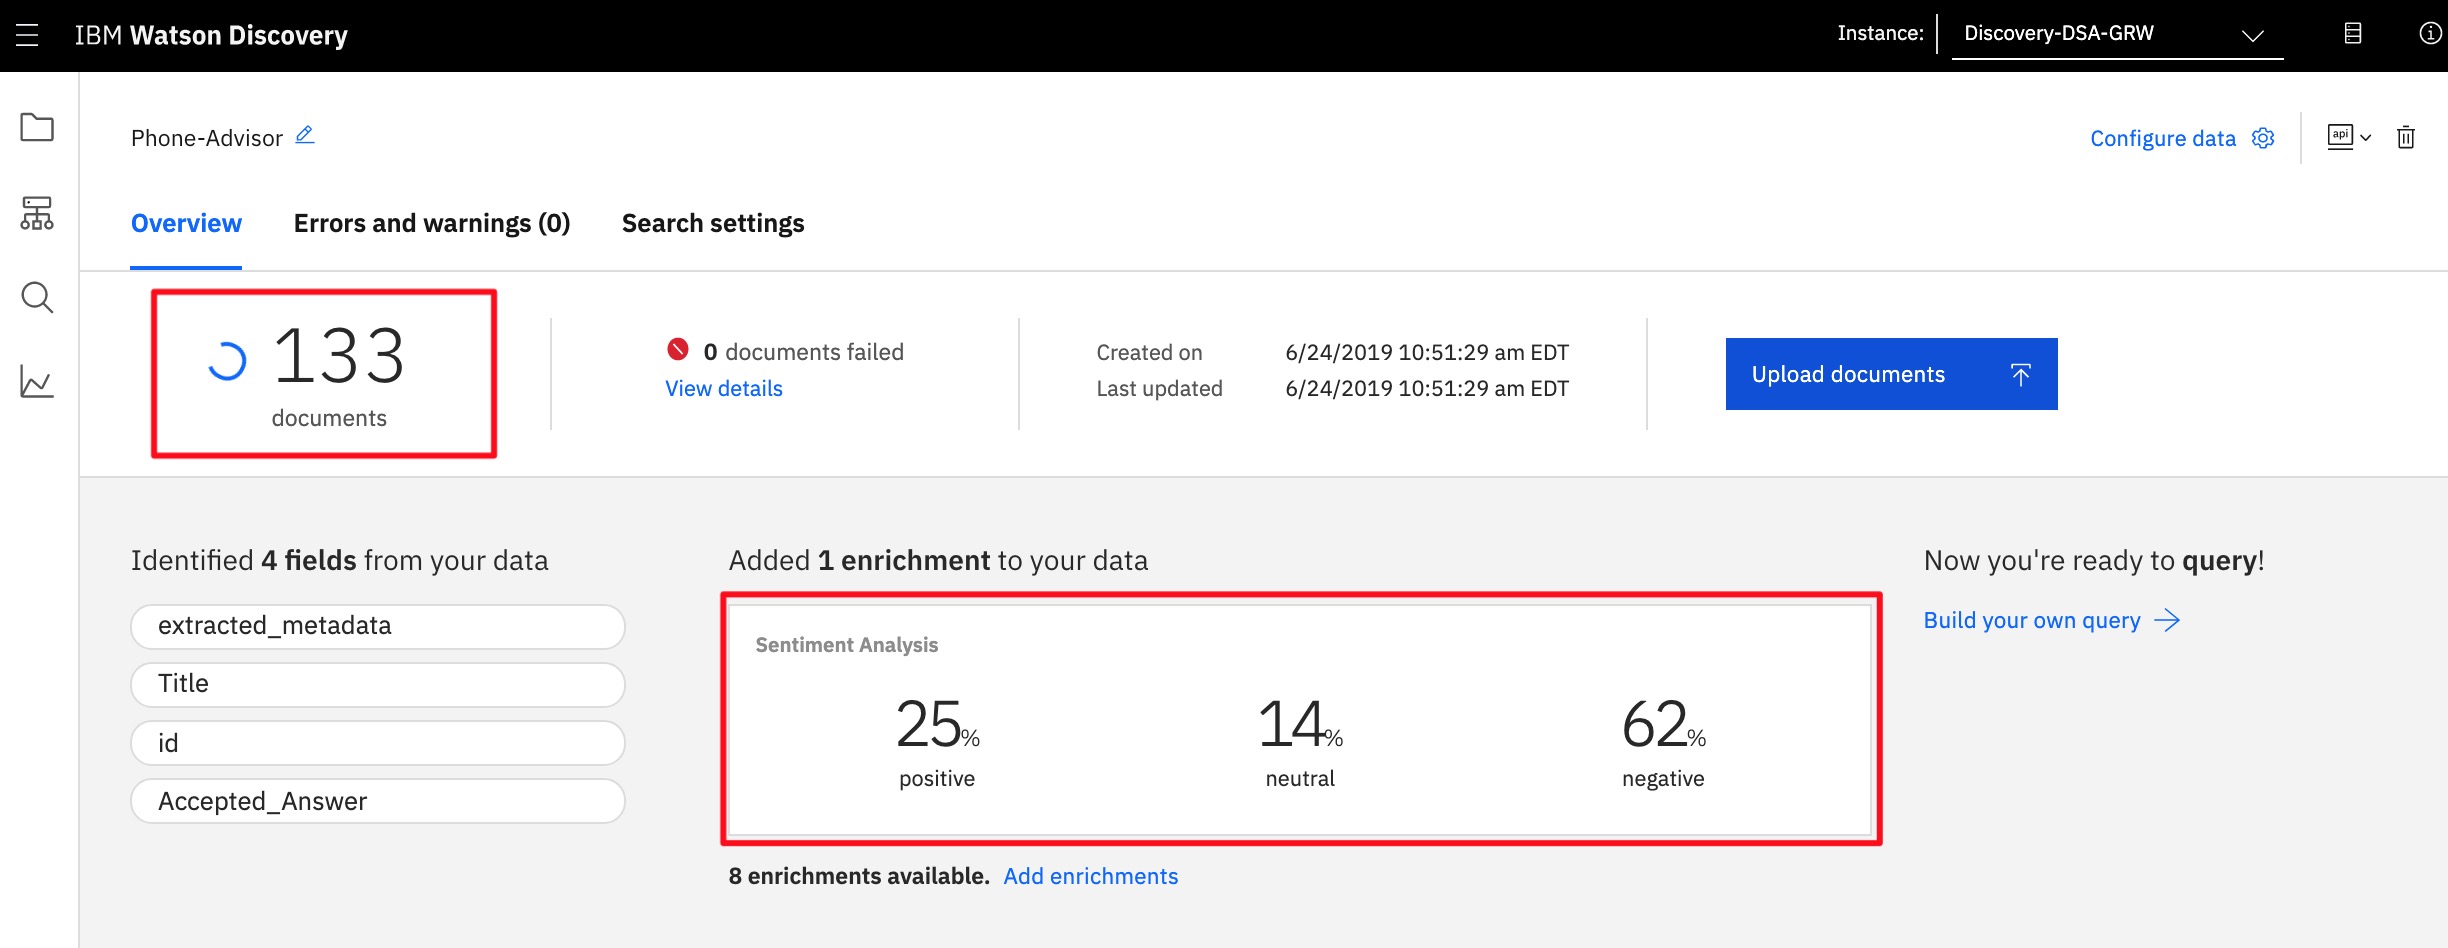 IBM Watson Discovery
Instance: Discovery-DSA-GRW
Phone-Advisor
Configure data
api
Overview
Errors and warnings (0)
Search settings
133
documents
0 documents failed
View details
Created on 6/24/2019 10:51:29 am EDT
Last updated 6/24/2019 10:51:29 am EDT
Upload documents
Identified 4 fields from your data
extracted_metadata
Title
id
Accepted_Answer
Added 1 enrichment to your data
Sentiment Analysis
25% 14% 62%
positive neutral negative
8 enrichments available. Add enrichments
Now you're ready to query!
Build your own query